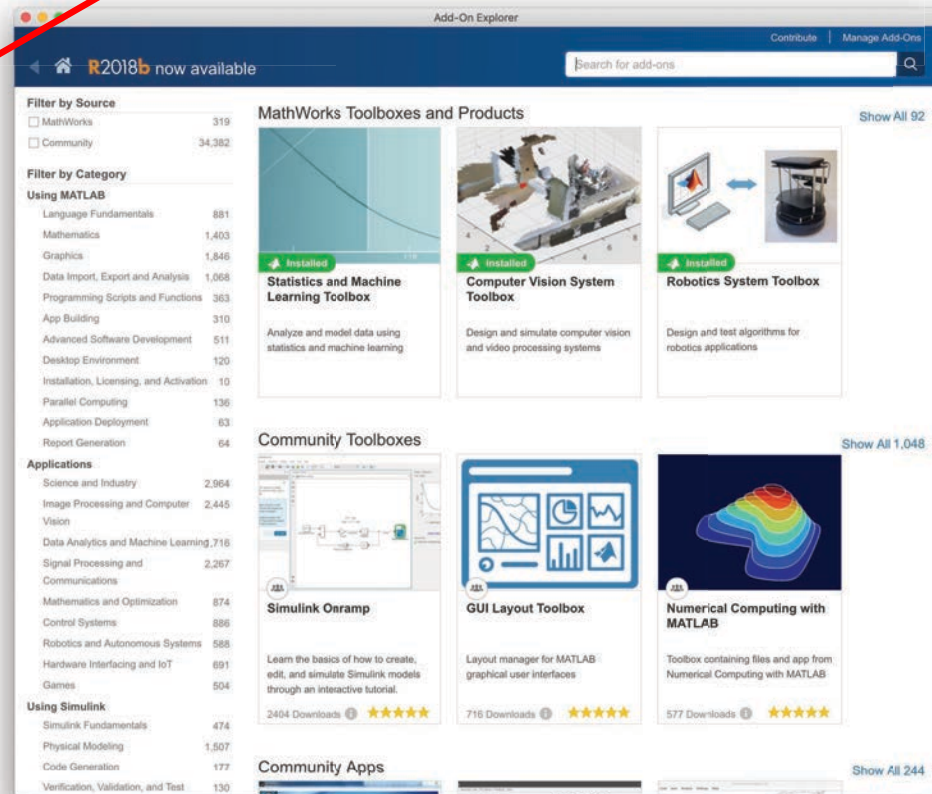 Add-On Explorer
Contribute | Manage Add-Ons
R2018b now available
Search for add-ons
Filter by Source
MathWorks 319
Community 34,382
Filter by Category
Using MATLAB
Language Fundamentals 881
Mathematics 1,403
Graphics 1,846
Data Import, Export and Analysis 1,068
Programming Scripts and Functions 363
App Building 310
Advanced Software Development 511
Desktop Environment 120
Installation, Licensing, and Activation 10
Parallel Computing 136
Application Deployment 63
Report Generation 64
Applications
Science and Industry 2,964
Image Processing and Computer 2,445
Vision
Data Analytics and Machine Learning,716
Signal Processing and 2,267
Communications
Mathematics and Optimization 874
Control Systems 886
Robotics and Autonomous Systems 588
Hardware Interfacing and IoT 691
Games 504
Using Simulink
Simulink Fundamentals 474
Physical Modeling 1,507
Code Generation 177
Verification, Validation, and Test 130
MathWorks Toolboxes and Products
Show All 92
Installed
Statistics and Machine
Learning Toolbox
Analyze and model data using
statistics and machine learning
Installed
Computer Vision System
Toolbox
Design and simulate computer vision
and video processing systems
Installed
Robotics System Toolbox
Design and test algorithms for
robotics applications
Community Toolboxes
Show All 1,048
Simulink Onramp
Learn the basics of how to create,
edit, and simulate Simulink models
through an interactive tutorial.
2404 Downloads
GUI Layout Toolbox
Layout manager for MATLAB
graphical user interfaces
716 Downloads
Numerical Computing with
MATLAB
Toolbox containing files and app from
Numerical Computing with MATLAB
577 Downloads
Community Apps
Show All 244